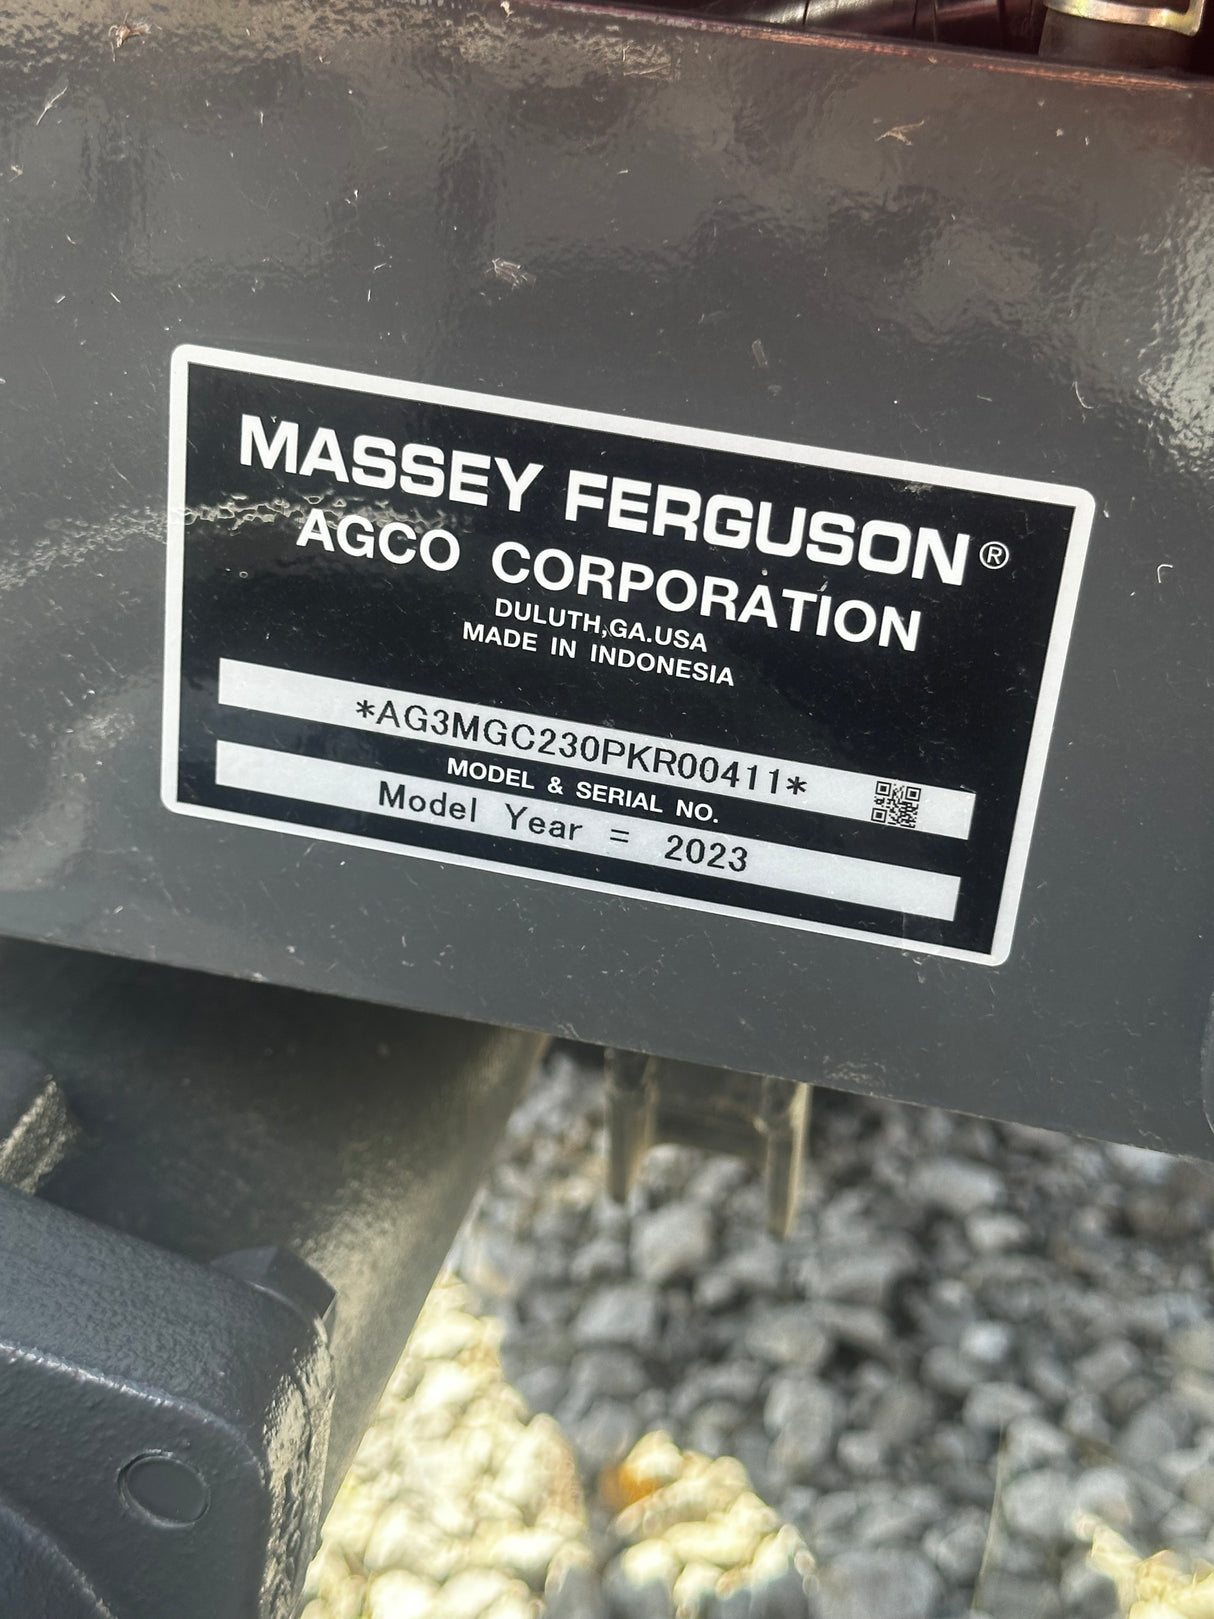 MASSEY FERGUSON®
AGCO CORPORATION
DULUTH,GA.USA
MADE IN INDONESIA
*AG3MGC230PKR00411*
MODEL & SERIAL NO.
Model Year = 2023